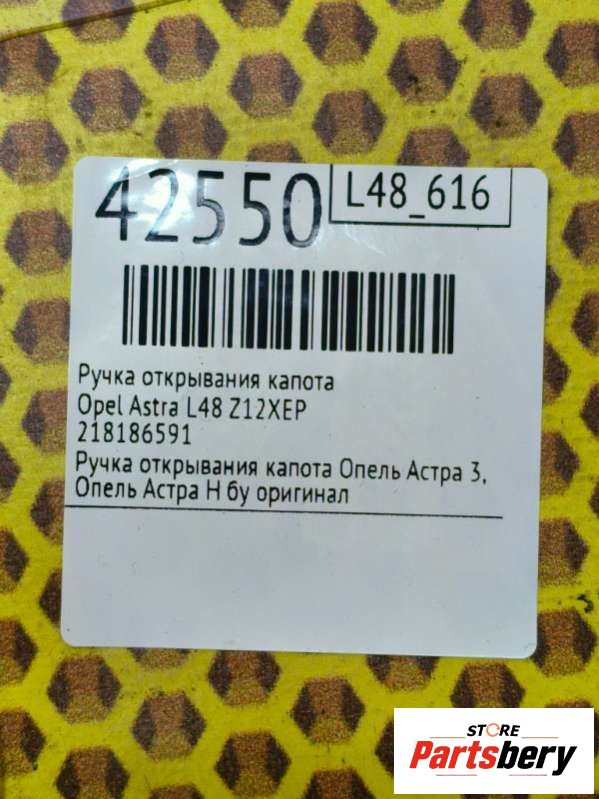 42550
L48_616
Ручка открывания капота
Opel Astra L48 Z12XEP
218186591
Ручка открывания капота Опель Астра 3,
Опель Астра Н бу оригинал
STORE
Partsbery